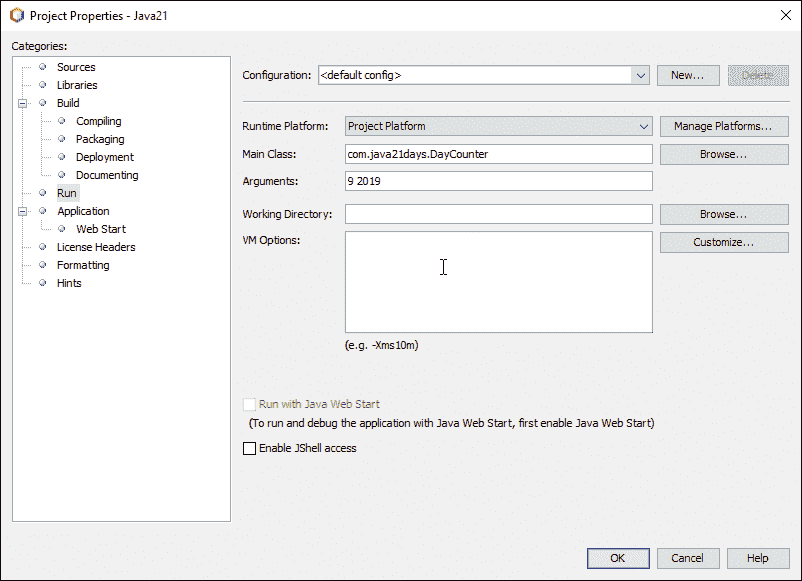 Project Properties - Java21
Categories:
Sources
Libraries
Build
Compiling
Packaging
Deployment
Documenting
Run
Application
Web Start
License Headers
Formatting
Hints
Configuration: <default config> New... Delete
Runtime Platform: Project Platform Manage Platforms...
Main Class: com.java21days.DayCounter Browse...
Arguments: 9 2019
Working Directory: Browse...
VM Options: Customize...
(e.g. -Xms10m)
Run with Java Web Start
(To run and debug the application with Java Web Start, first enable Java Web Start)
Enable JShell access
OK Cancel Help